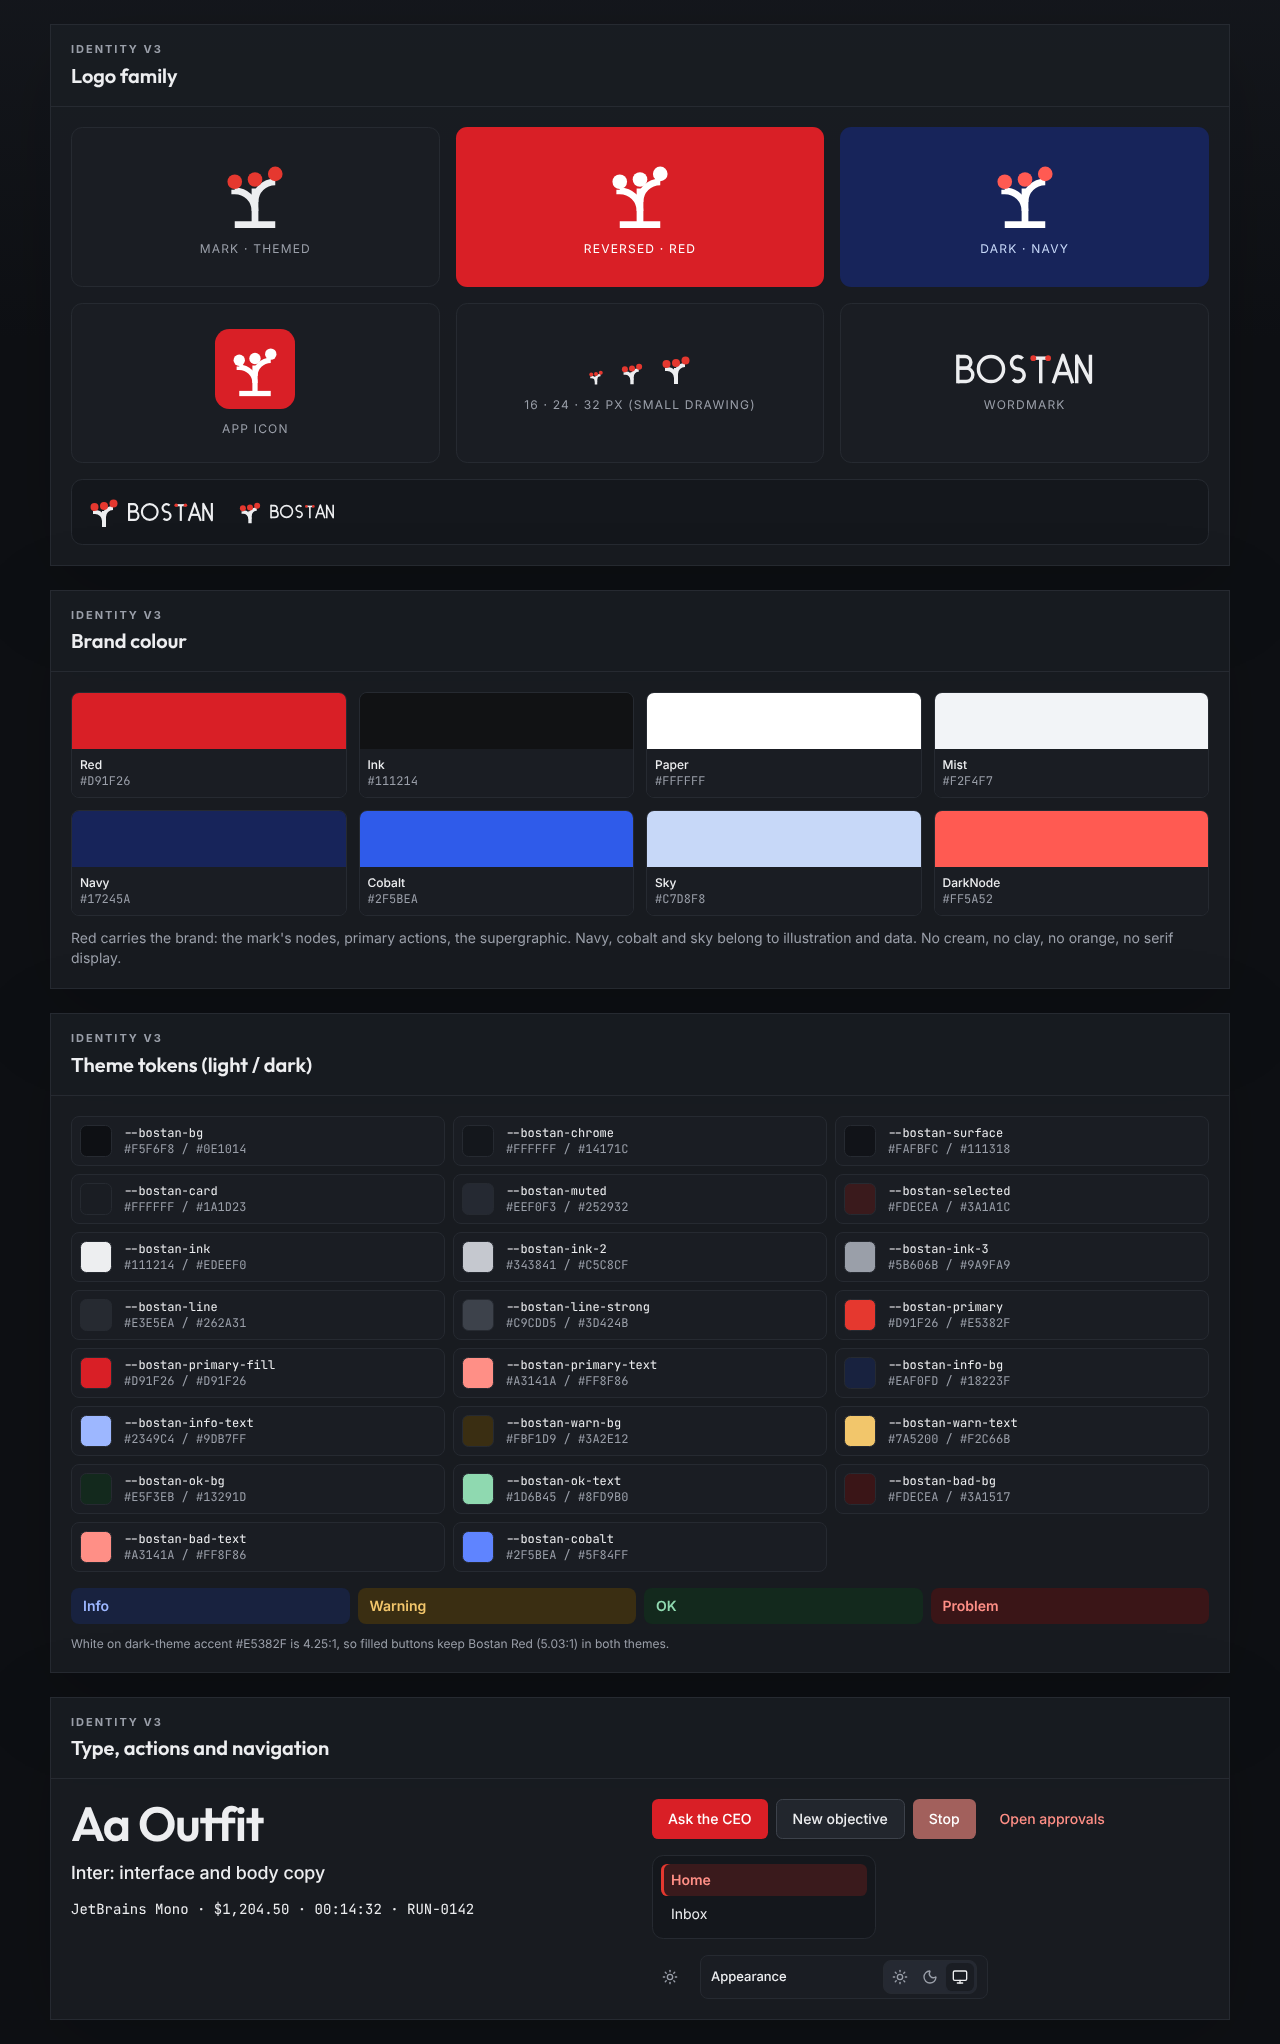 IDENTITY V3
Logo family
MARK · THEMED
REVERSED · RED
DARK · NAVY
APP ICON
16 · 24 · 32 PX (SMALL DRAWING)
BOSTAN
WORDMARK
BOSTAN
BOSTAN
IDENTITY V3
Brand colour
Red
#D91F26
Ink
#111214
Paper
#FFFFFF
Mist
#F2F4F7
Navy
#17245A
Cobalt
#2F5BEA
Sky
#C7D8F8
DarkNode
#FF5A52
Red carries the brand: the mark's nodes, primary actions, the supergraphic. Navy, cobalt and sky belong to illustration and data. No cream, no clay, no orange, no serif
display.
IDENTITY V3
Theme tokens (light / dark)
--bostan-bg
#F5F6F8 / #0E1014
--bostan-chrome
#FFFFFF / #14171C
--bostan-surface
#FAFBFC / #111318
--bostan-card
#FFFFFF / #1A1D23
--bostan-muted
#EEF0F3 / #252932
--bostan-selected
#FDECEA / #3A1A1C
--bostan-ink
#111214 / #EDEEF0
--bostan-ink-2
#343841 / #C5C8CF
--bostan-ink-3
#5B606B / #9A9FA9
--bostan-line
#E3E5EA / #262A31
--bostan-line-strong
#C9CDD5 / #3D424B
--bostan-primary
#D91F26 / #E5382F
--bostan-primary-fill
#D91F26 / #D91F26
--bostan-primary-text
#A3141A / #FF8F86
--bostan-info-bg
#EAF0FD / #18223F
--bostan-info-text
#2349C4 / #9DB7FF
--bostan-warn-bg
#FBF1D9 / #3A2E12
--bostan-warn-text
#7A5200 / #F2C66B
--bostan-ok-bg
#E5F3EB / #13291D
--bostan-ok-text
#1D6B45 / #8FD9B0
--bostan-bad-bg
#FDECEA / #3A1517
--bostan-bad-text
#A3141A / #FF8F86
--bostan-cobalt
#2F5BEA / #5F84FF
Info
Warning
OK
Problem
White on dark-theme accent #E5382F is 4.25:1, so filled buttons keep Bostan Red (5.03:1) in both themes.
IDENTITY V3
Type, actions and navigation
Aa Outfit
Inter: interface and body copy
JetBrains Mono · $1,204.50 · 00:14:32 · RUN-0142
Ask the CEO
New objective
Stop
Open approvals
Home
Inbox
Appearance